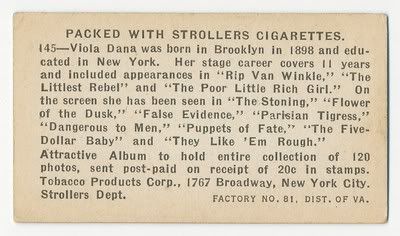 PACKED WITH STROLLERS CIGARETTES.
145—Viola Dana was born in Brooklyn in 1898 and edu-
cated in New York. Her stage career covers 11 years
and included appearances in "Rip Van Winkle," "The
Littlest Rebel" and "The Poor Little Rich Girl." On
the screen she has been seen in "The Stoning," "Flower
of the Dusk," "False Evidence," "Parisian Tigress,"
"Dangerous to Men," "Puppets of Fate," "The Five-
Dollar Baby" and "They Like 'Em Rough."
Attractive Album to hold entire collection of 120
photos, sent post-paid on receipt of 20c in stamps.
Tobacco Products Corp., 1767 Broadway, New York City.
Strollers Dept. FACTORY NO. 81, DIST. OF VA.